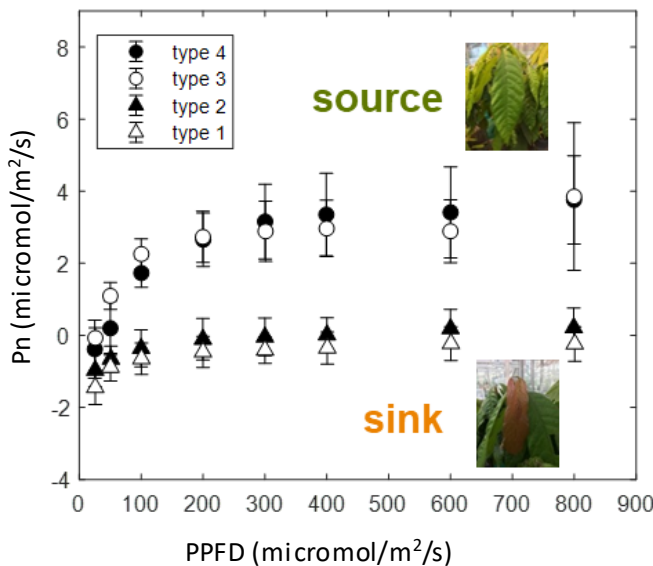 8
6
4
2
0
-2
-4
type 4
type 3
type 2
type 1
source
sink
Pn (micromol/m²/s)
0 100 200 300 400 500 600 700 800 900
PPFD (micromol/m²/s)